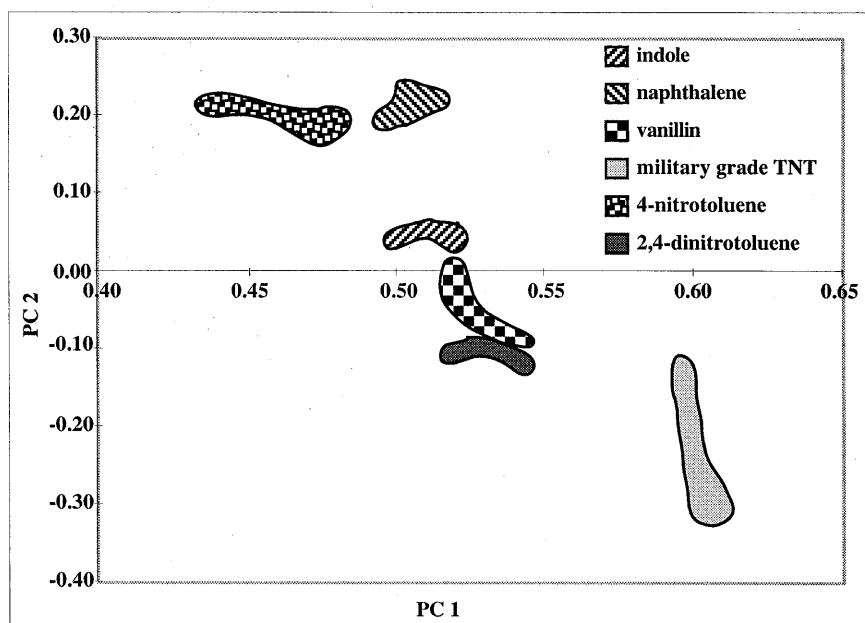 0.30
0.20
0.10
0.00
-0.10
-0.20
-0.30
-0.40
0.40
0.45
0.50
0.55
0.60
0.65
PC 2
PC 1
indole
naphthalene
vanillin
military grade TNT
4-nitrotoluene
2,4-dinitrotoluene